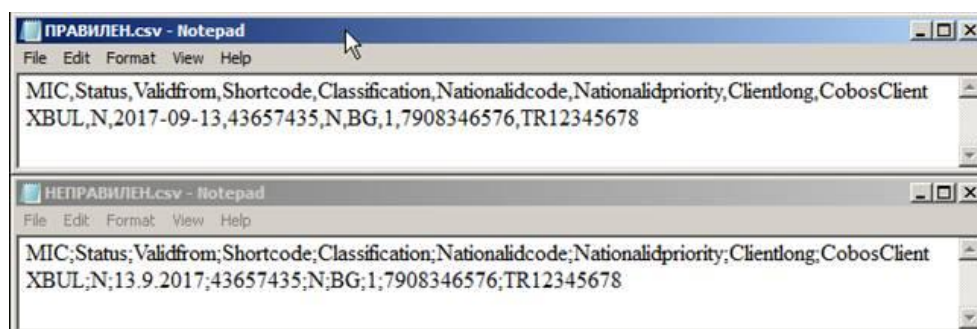 ПРАВИЛЕН.csv - Notepad
File Edit Format View Help
MIC,Status,Validfrom,Shortcode,Classification,Nationalidcode,Nationalidpriority,Clientlong,CobosClient
XBUL,N,2017-09-13,43657435,N,BG,1,7908346576,TR12345678
НЕПРАВИЛЕН.csv - Notepad
File Edit Format View Help
MIC;Status;Validfrom;Shortcode;Classification;Nationalidcode;Nationalidpriority;Clientlong;CobosClient
XBUL;N;13.9.2017;43657435;N;BG;1;7908346576;TR12345678